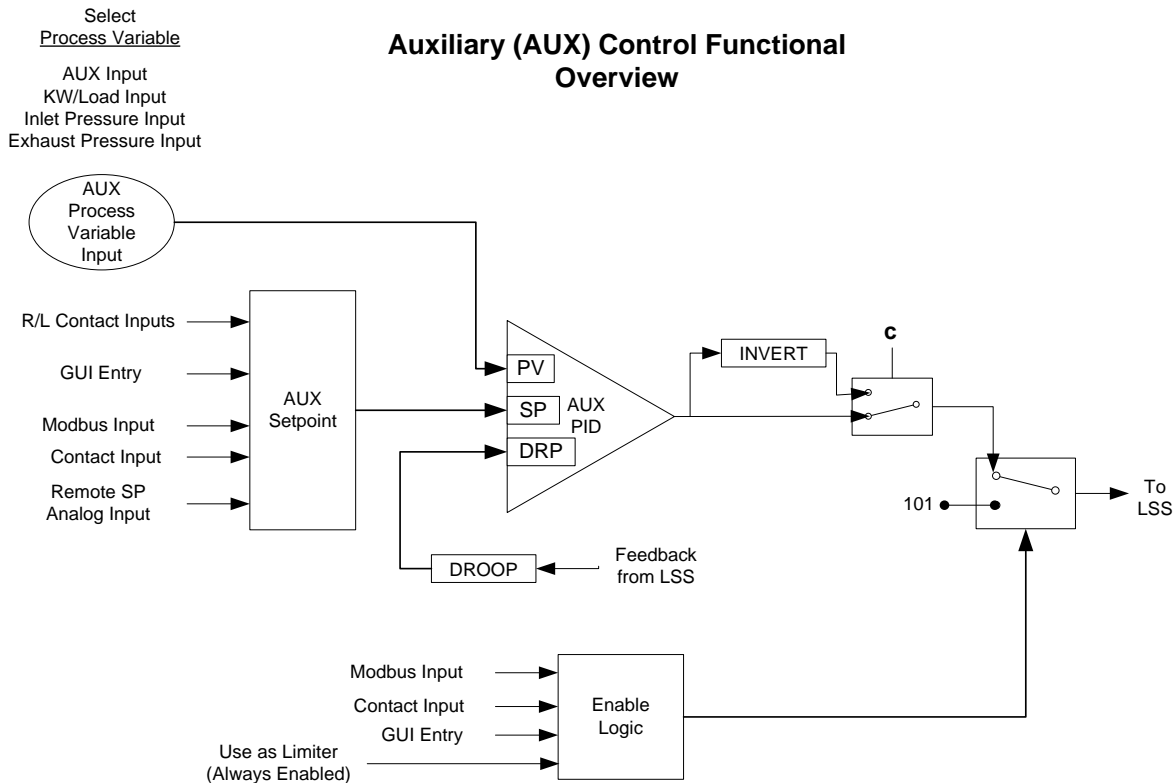 Select
Process Variable
AUX Input
KW/Load Input
Inlet Pressure Input
Exhaust Pressure Input
Auxiliary (AUX) Control Functional
Overview
AUX
Process
Variable
Input
R/L Contact Inputs
GUI Entry
Modbus Input
Contact Input
Remote SP
Analog Input
AUX
Setpoint
PV
SP
DRP
AUX
PID
INVERT
c
101
To
LSS
DROOP
Feedback
from LSS
Modbus Input
Contact Input
GUI Entry
Use as Limiter
(Always Enabled)
Enable
Logic